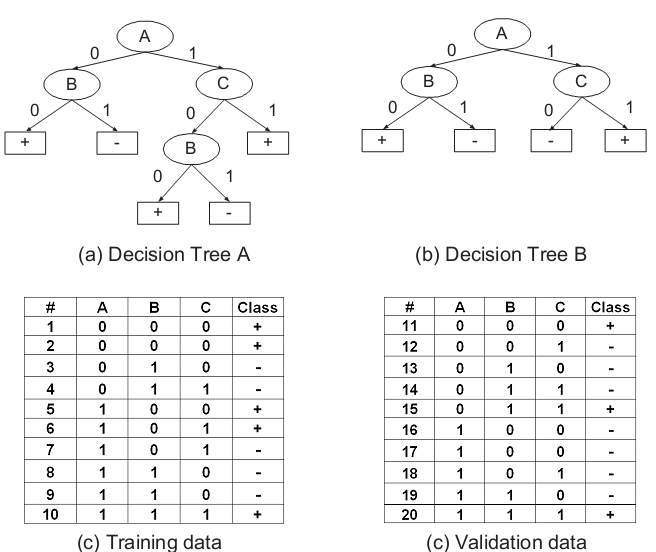 A
0 1
B C
0 1 0 1
+ - B +
0 1
+ -
(a) Decision Tree A
A
0 1
B C
0 1 0 1
+ - - +
(b) Decision Tree B
# A B C Class
1 0 0 0 +
2 0 0 0 +
3 0 1 0 -
4 0 1 1 -
5 1 0 0 +
6 1 0 1 +
7 1 0 1 -
8 1 1 0 -
9 1 1 0 -
10 1 1 1 +
(c) Training data
# A B C Class
11 0 0 0 +
12 0 0 1 -
13 0 1 0 -
14 0 1 1 -
15 0 1 1 +
16 1 0 0 -
17 1 0 0 -
18 1 0 1 -
19 1 1 0 -
20 1 1 1 +
(c) Validation data